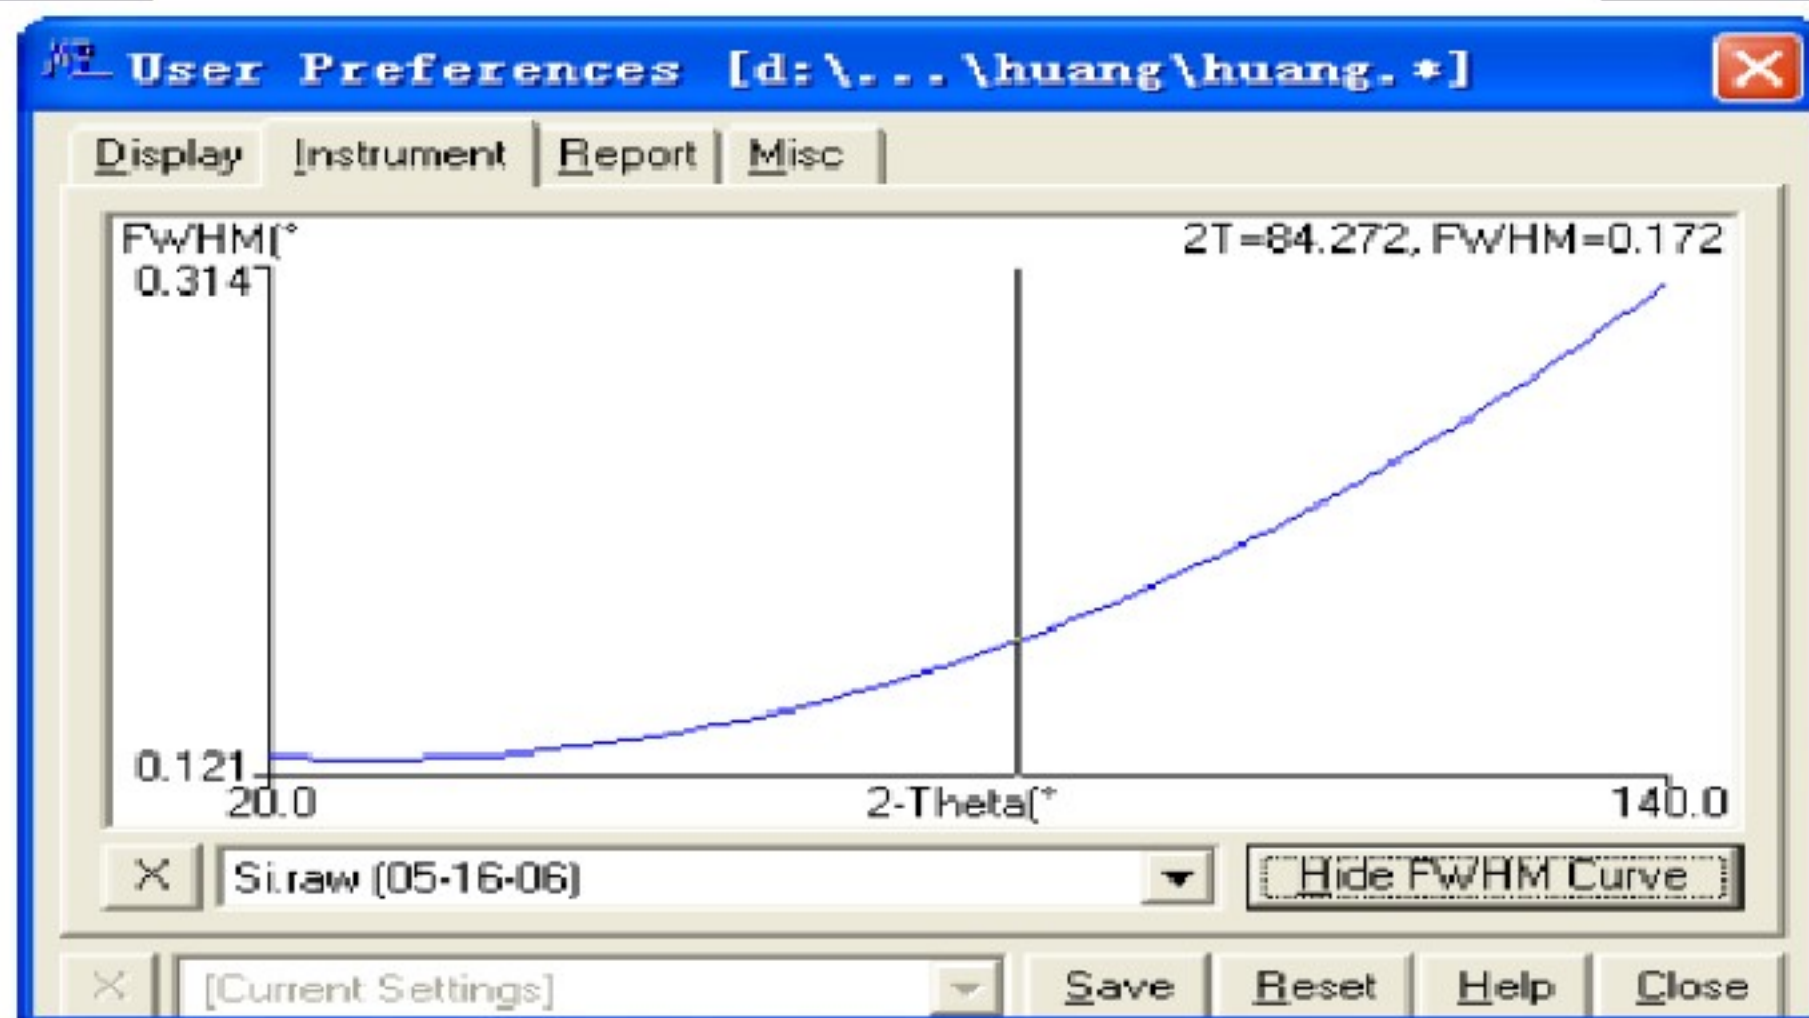 User Preferences [d:\...\huang\huang.*]
Display Instrument Report Misc
FWHM(° 2T=84.272, FWHM=0.172
0.314
0.121
20.0 2-Theta(° 140.0
Si.raw (05-16-06) Hide FWHM Curve
[Current Settings] Save Reset Help Close